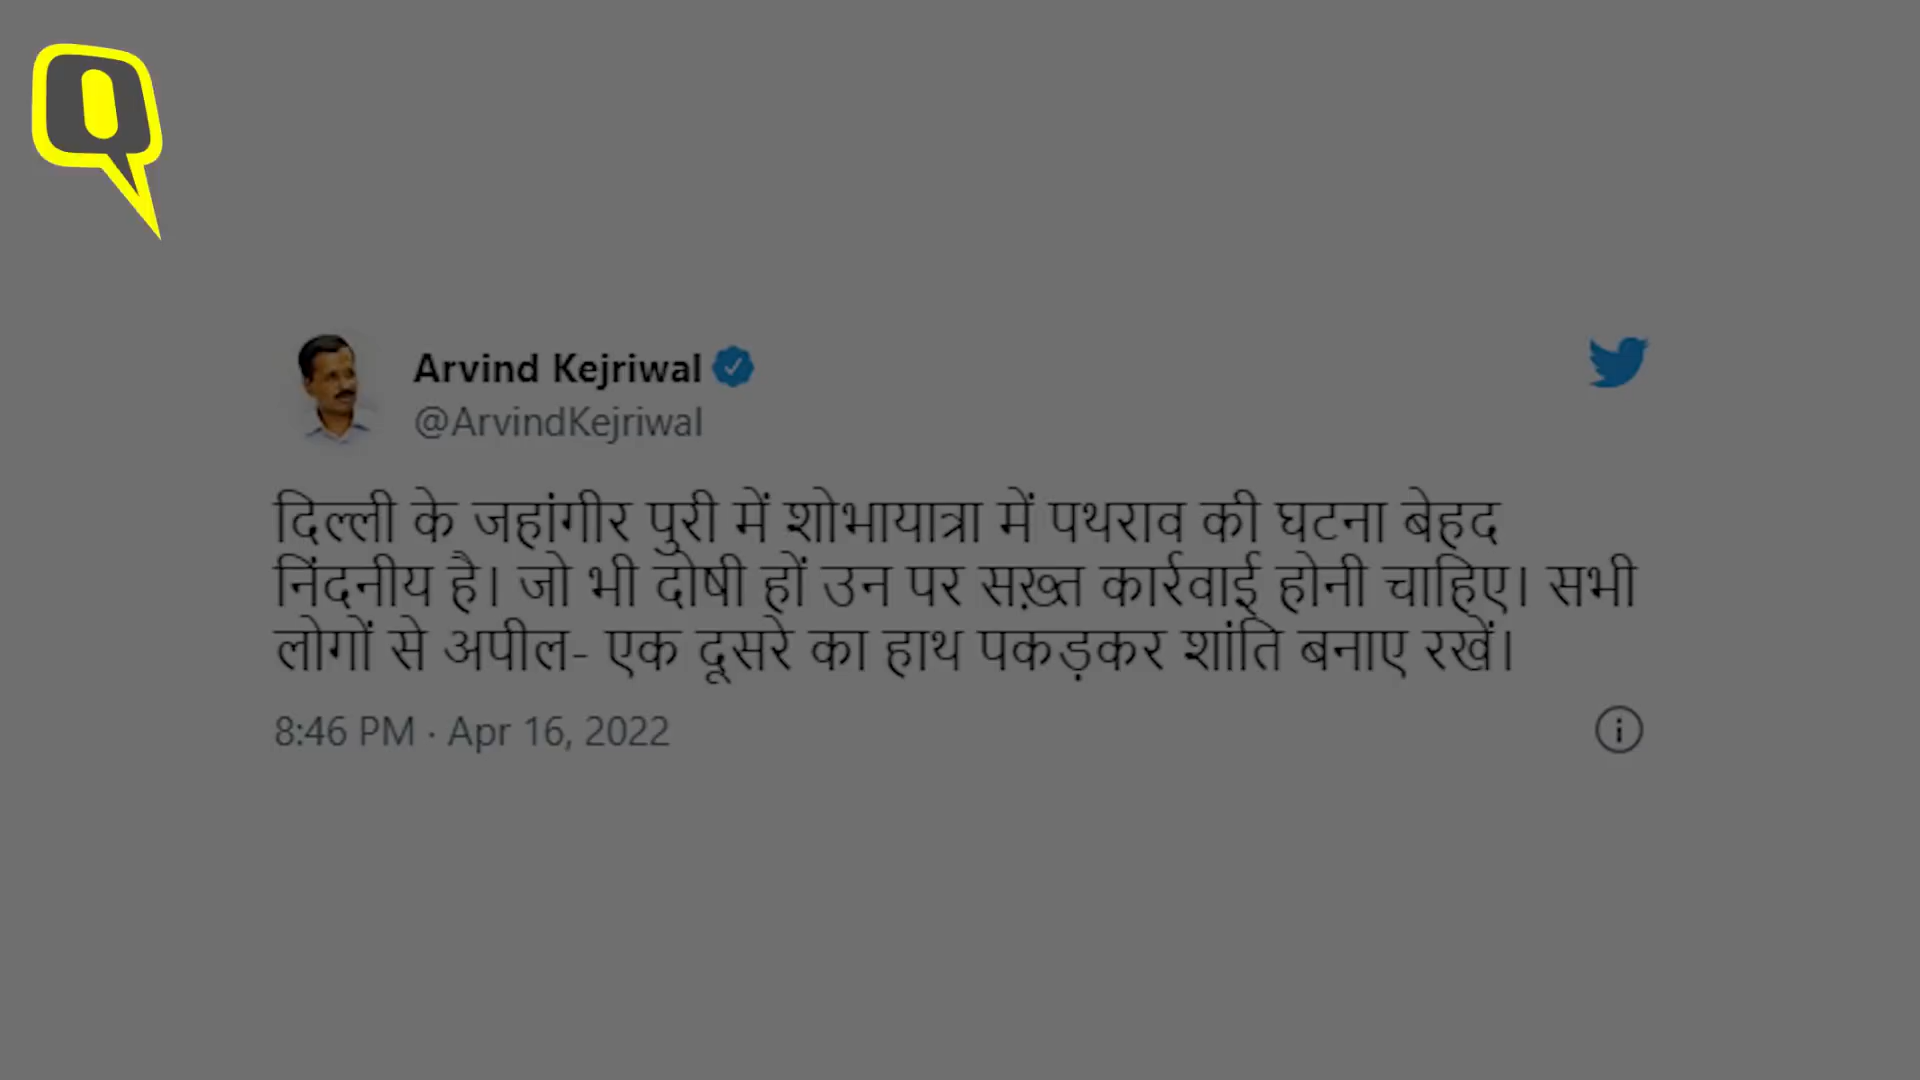 Arvind Kejriwal
@ArvindKejriwal
दिल्ली के जहांगीर पुरी में शोभायात्रा में पथराव की घटना बेहद
निंदनीय है। जो भी दोषी हों उन पर सख़्त कार्रवाई होनी चाहिए। सभी
लोगों से अपील- एक दूसरे का हाथ पकड़कर शांति बनाए रखें।
8:46 PM · Apr 16, 2022